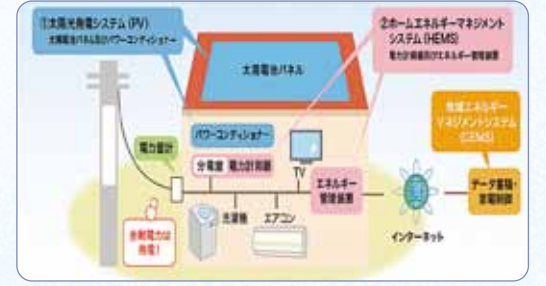 ①太陽光発電システム(PV)
太陽電池パネル及びパワーコンディショナー
②ホームエネルギーマネジメント
システム(HEMS)
電力計測器及びエネルギー管理装置
太陽電池パネル
地域エネルギー
マネジメントシステム
(CEMS)
パワーコンディショナー
電力量計
分電盤 電力計測器
TV
エネルギー
管理装置
データ蓄積・
洗濯機
エアコン
余剰電力は
売電!
インターネット